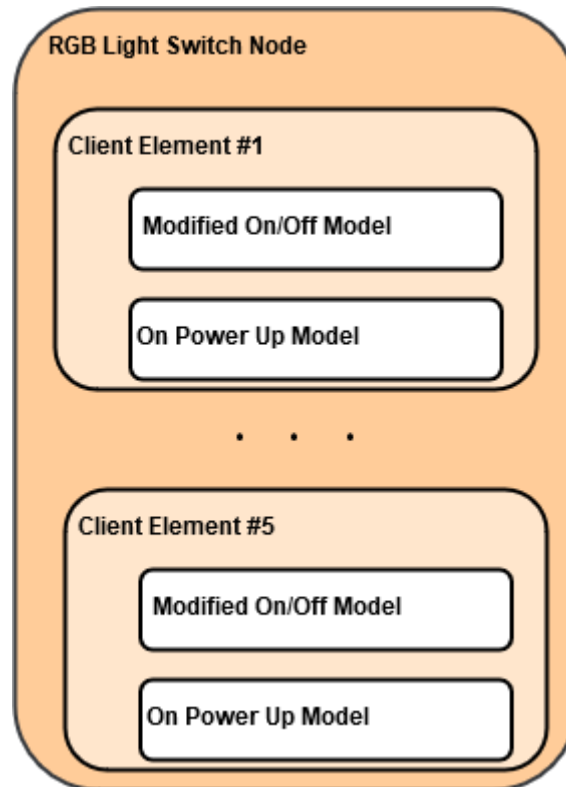 RGB Light Switch Node
Client Element #1
Modified On/Off Model
On Power Up Model
. . .
Client Element #5
Modified On/Off Model
On Power Up Model